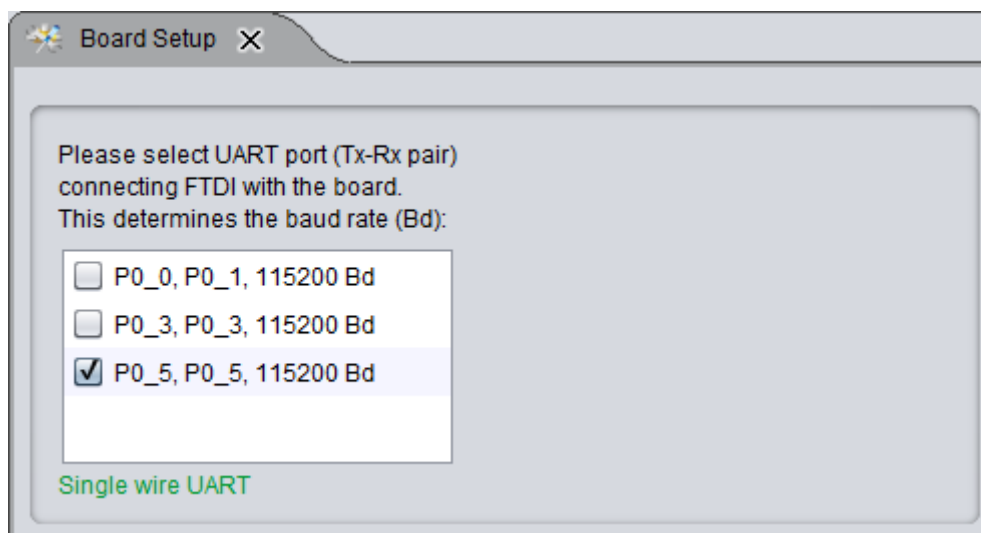 Board Setup
Please select UART port (Tx-Rx pair)
connecting FTDI with the board.
This determines the baud rate (Bd):
P0_0, P0_1, 115200 Bd
P0_3, P0_3, 115200 Bd
P0_5, P0_5, 115200 Bd
Single wire UART